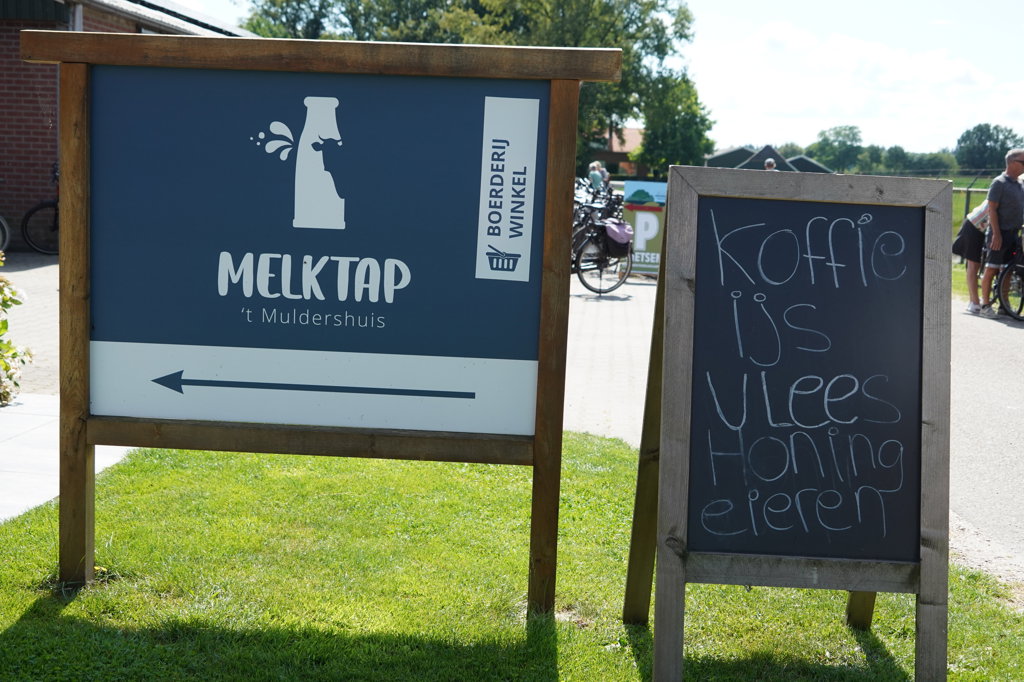 MELKTAP
't Muldershuis
BOERDERIJ
WINKEL
P
Koffie
ijs
VLees
Honing
eieren